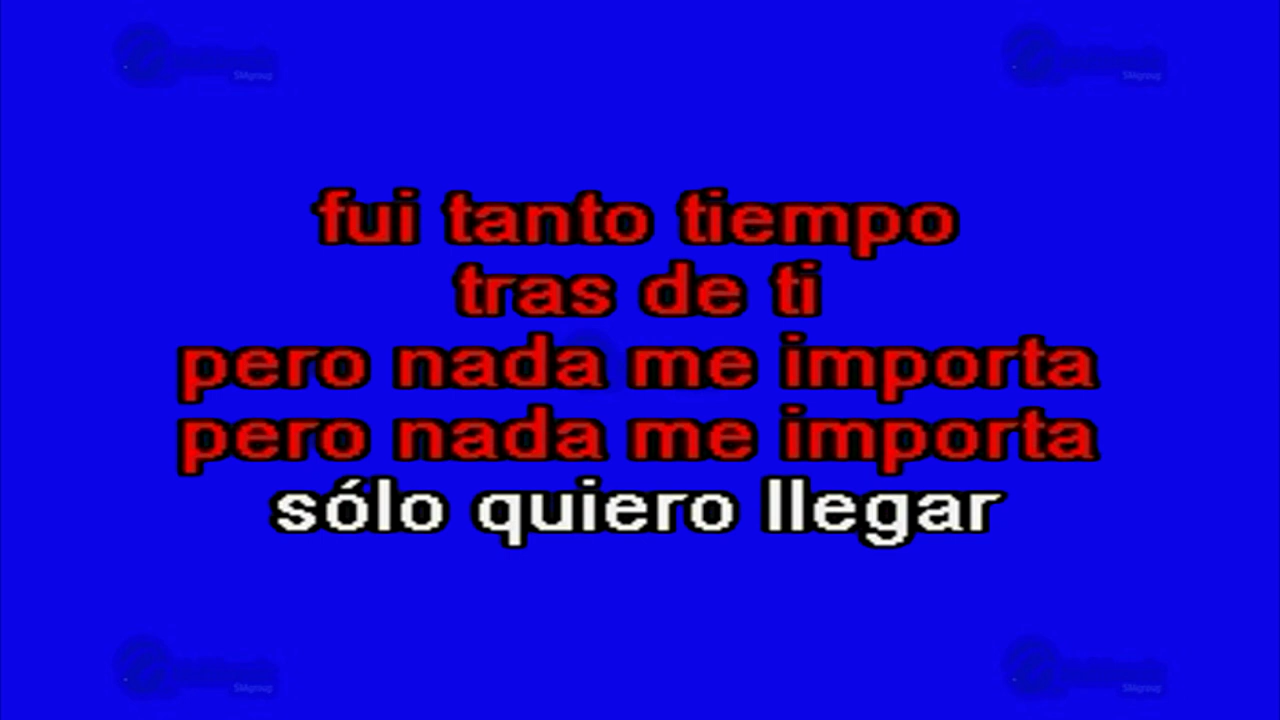 fui tanto tiempo
tras de ti
pero nada me importa
pero nada me importa
sólo quiero llegar